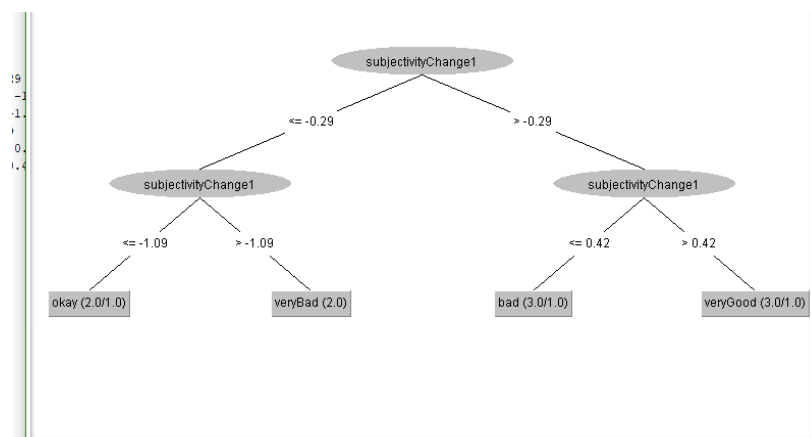 subjectivityChange1
<= -0.29
> -0.29
subjectivityChange1
subjectivityChange1
<= -1.09
> -1.09
<= 0.42
> 0.42
okay (2.0/1.0)
veryBad (2.0)
bad (3.0/1.0)
veryGood (3.0/1.0)